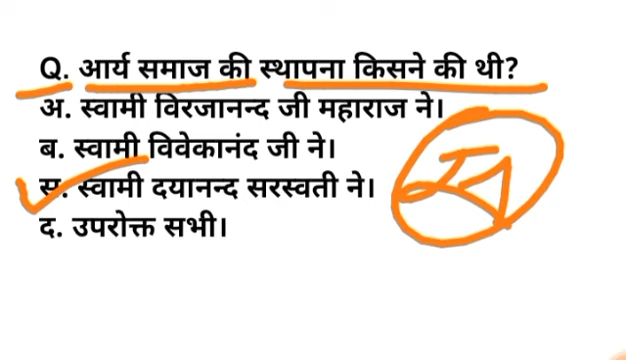 Q. आर्य समाज की स्थापना किसने की थी?
अ. स्वामी विरजानन्द जी महाराज ने।
ब. स्वामी विवेकानंद जी ने।
स. स्वामी दयानन्द सरस्वती ने।
द. उपरोक्त सभी।